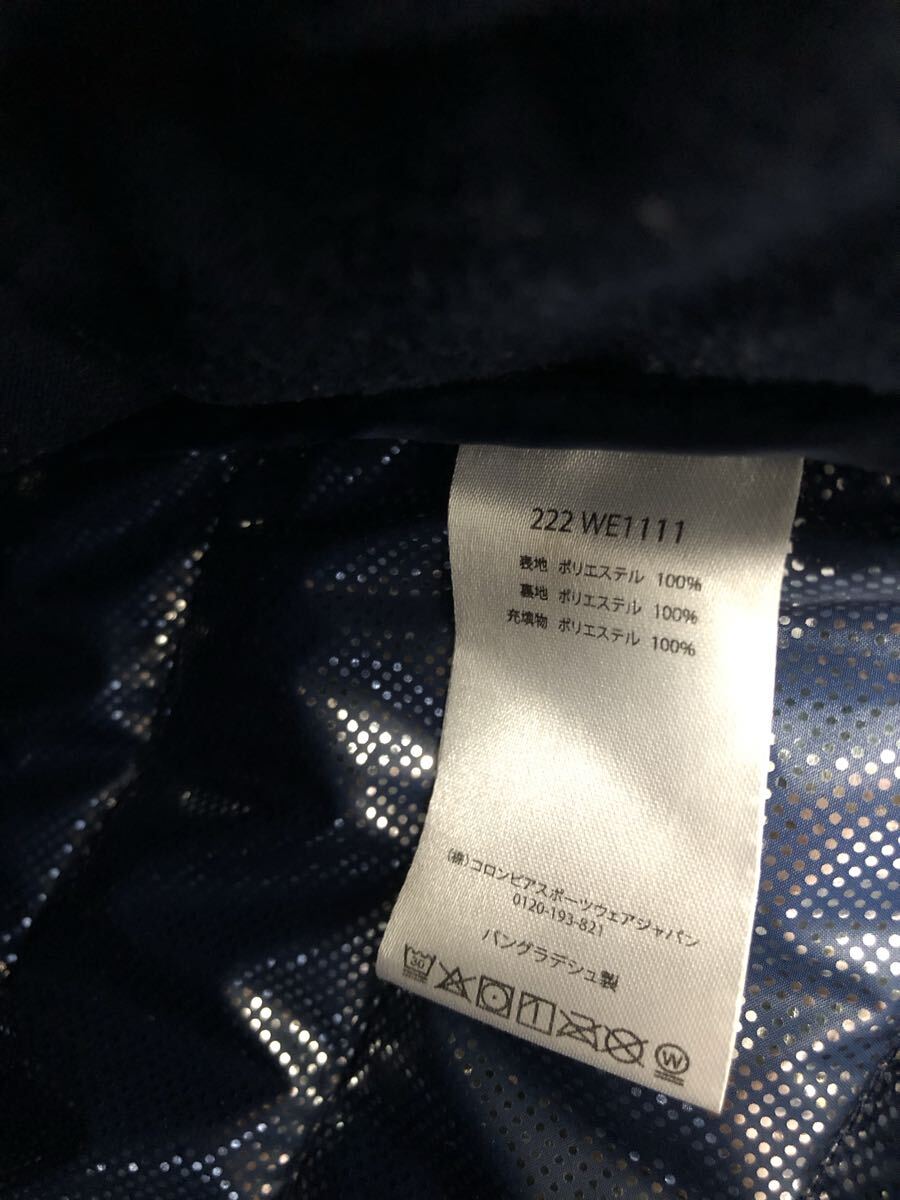 222 WE1111
表地 ポリエステル 100%
裏地 ポリエステル 100%
充填物 ポリエステル 100%
(株)コロンビアスポーツウェアジャパン
0120-193-821
バングラデシュ製
30
W